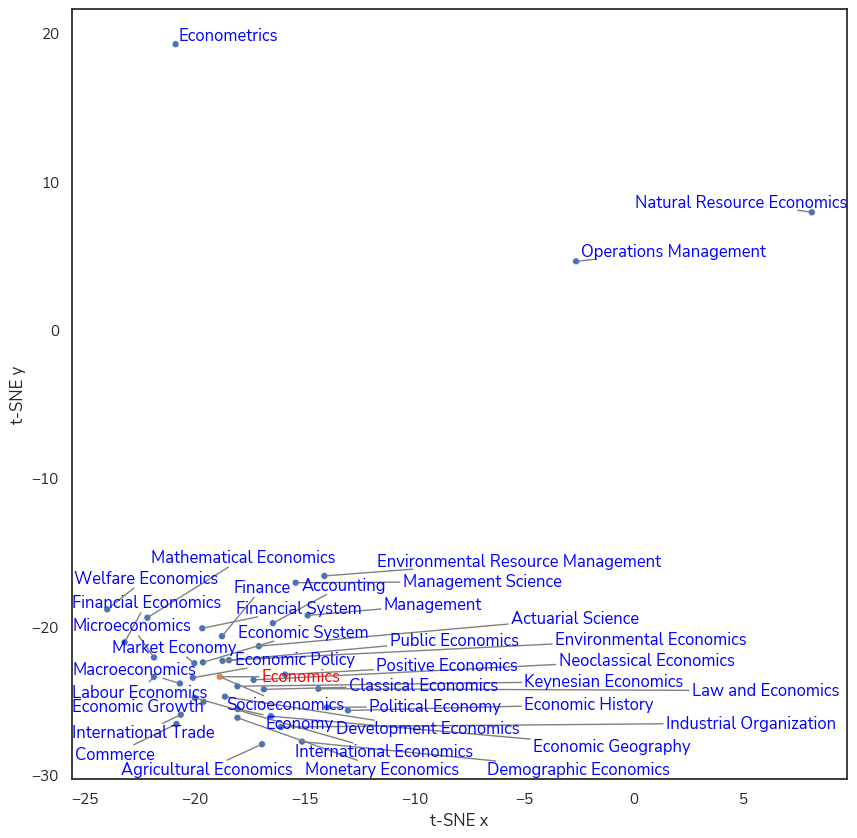 20
Econometrics
10
Natural Resource Economics
Operations Management
0
t-SNE y
−10
Mathematical Economics
Environmental Resource Management
Welfare Economics
Finance
Accounting
Management Science
Financial Economics
Financial System
Management
Microeconomics
Economic System
Actuarial Science
−20
Market Economy
Public Economics
Environmental Economics
Macroeconomics
Economic Policy
Positive Economics
Neoclassical Economics
Economics
Classical Economics
Keynesian Economics
Labour Economics
Law and Economics
Economic Growth
Socioeconomics
Political Economy
Economic History
International Trade
Economy
Development Economics
Industrial Organization
Commerce
International Economics
Economic Geography
Agricultural Economics
Monetary Economics
Demographic Economics
−30
−25 −20 −15 −10 −5 0 5
t-SNE x